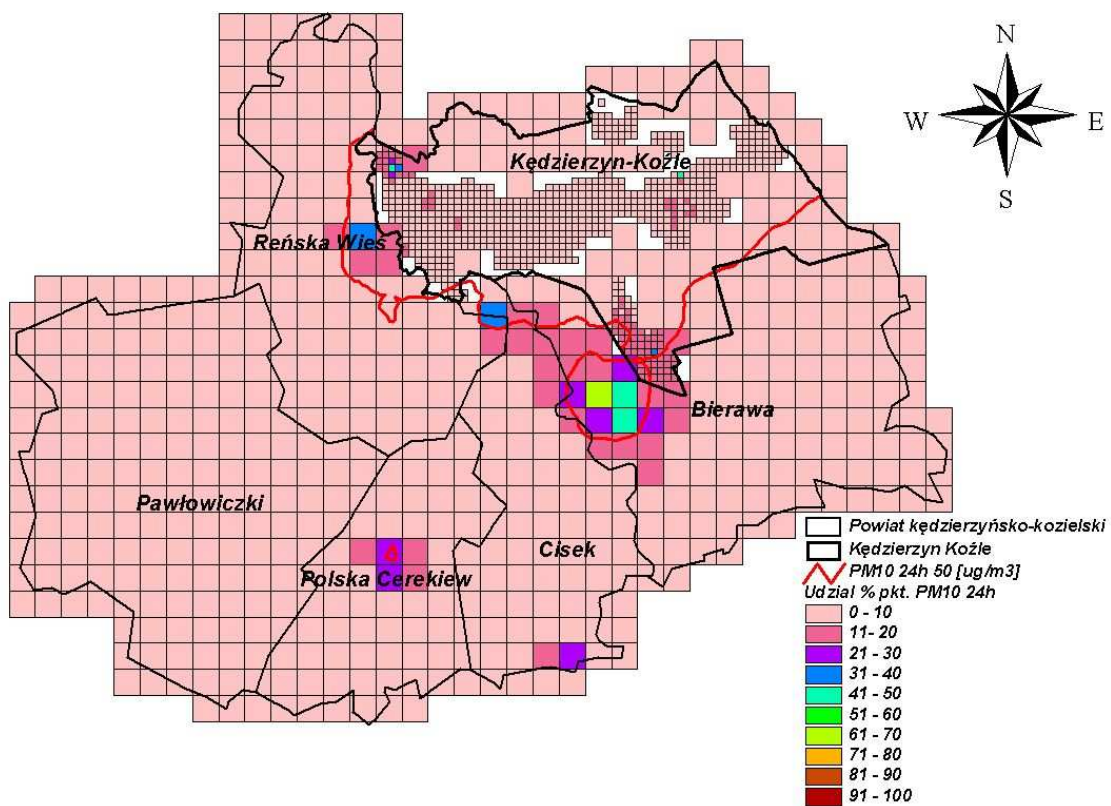 N
W
E
S
Kędzierzyn-Koźle
Reńska Wieś
Bierawa
Pawłowiczki
Cisek
Polska Cerekiew
Powiat kędzierzyńsko-kozielski
Kędzierzyn Koźle
PM10 24h 50 [ug/m3]
Udzial % pkt. PM10 24h
0 - 10
11- 20
21 - 30
31 - 40
41 - 50
51 - 60
61 - 70
71 - 80
81 - 90
91 - 100